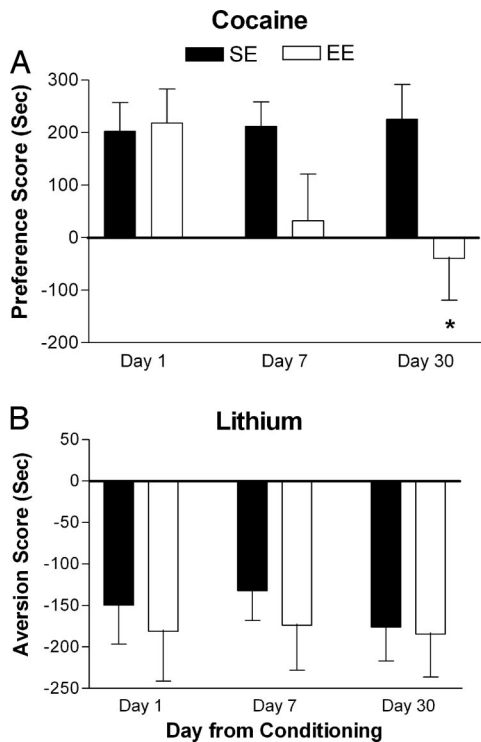 Cocaine
SE EE
A
Preference Score (Sec)
300
200
100
0
-100
-200
*
Day 1 Day 7 Day 30
B
Lithium
Aversion Score (Sec)
50
0
-50
-100
-150
-200
-250
Day 1 Day 7 Day 30
Day from Conditioning